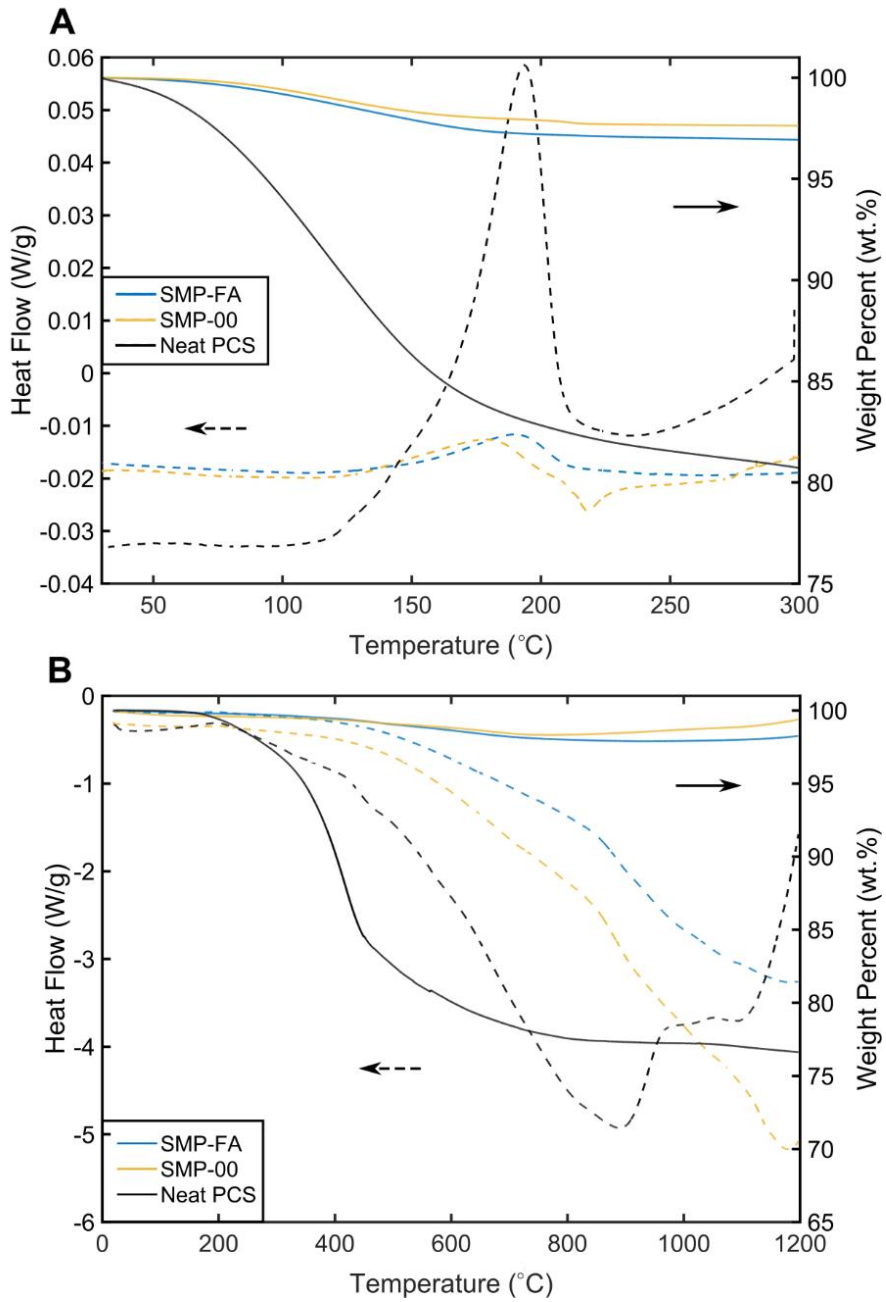 A
0.06
0.05
0.04
0.03
0.02
0.01
0
-0.01
-0.02
-0.03
-0.04
Heat Flow (W/g)
SMP-FA
SMP-00
Neat PCS
100
95
90
85
80
75
Weight Percent (wt.%)
50 100 150 200 250 300
Temperature (°C)
B
0
-1
-2
-3
-4
-5
-6
Heat Flow (W/g)
SMP-FA
SMP-00
Neat PCS
100
95
90
85
80
75
70
65
Weight Percent (wt.%)
0 200 400 600 800 1000 1200
Temperature (°C)